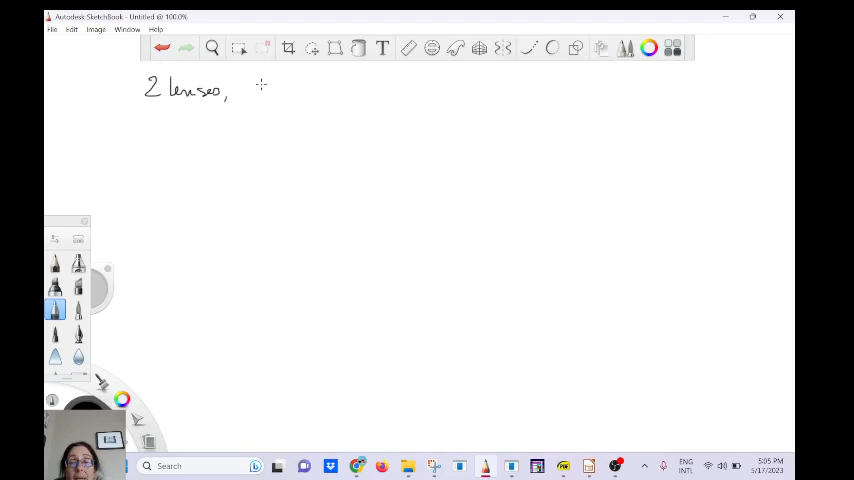 Autodesk SketchBook - Untitled @ 100.0%
File Edit Image Window Help
2 lenses,
Search
ENG
INTL
5:05 PM
5/17/2023